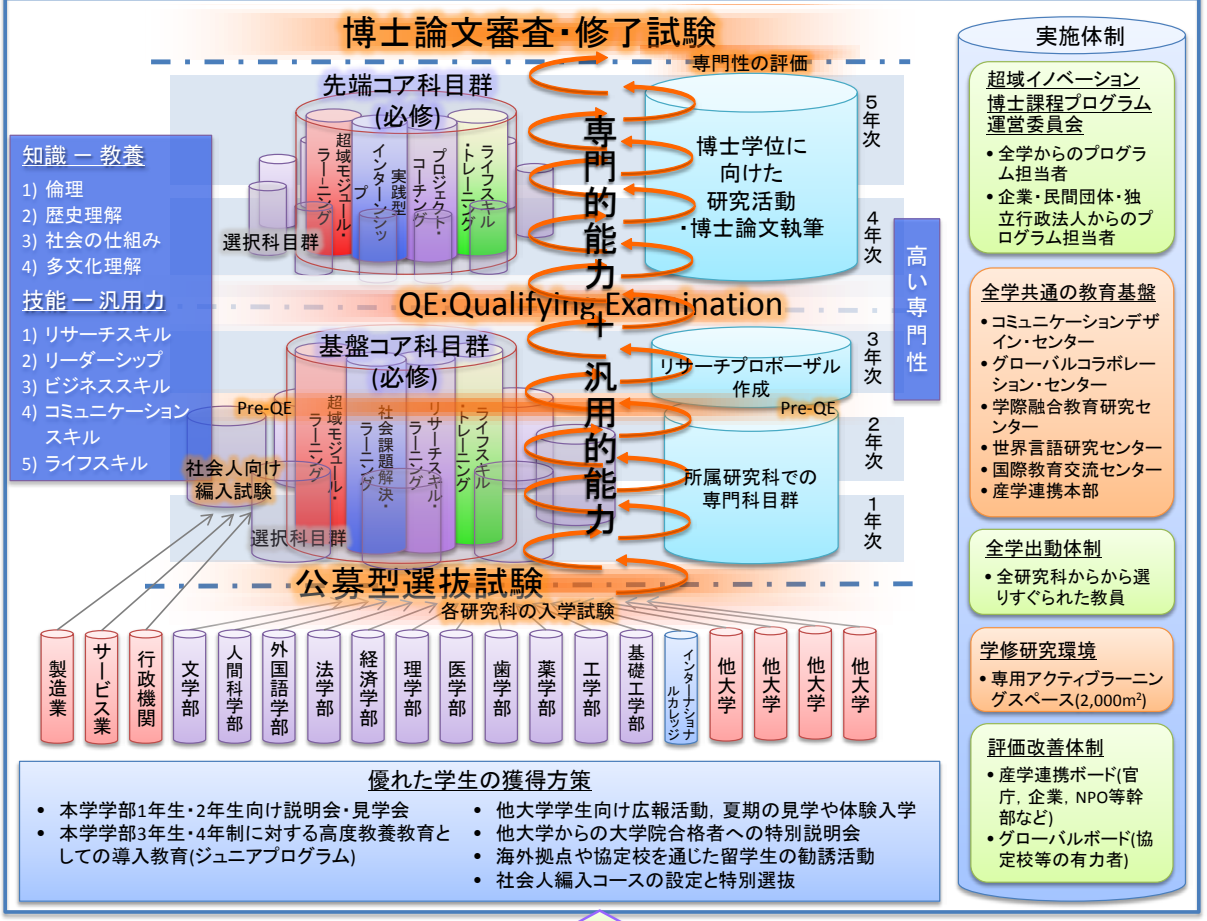 博士論文審査・修了試験
専門性の評価
先端コア科目群
(必修)
超域モジュール・
ラーニング
実践型
インターンシップ
プロジェクト・
コーチング
ライフスキル
・トレーニング
選択科目群
専門的能力＋汎用的能力
博士学位に
向けた
研究活動
・博士論文執筆
5年次
4年次
3年次
2年次
1年次
高い専門性
知識 ー 教養
1) 倫理
2) 歴史理解
3) 社会の仕組み
4) 多文化理解
技能 ー 汎用力
1) リサーチスキル
2) リーダーシップ
3) ビジネススキル
4) コミュニケーション
スキル
5) ライフスキル
QE:Qualifying Examination
基盤コア科目群
(必修)
Pre-QE
超域モジュール・
ラーニング
社会課題解決・
ラーニング
リサーチスキル・
ラーニング
ライフスキル
・トレーニング
選択科目群
リサーチプロポーザル
作成
Pre-QE
所属研究科での
専門科目群
社会人向け
編入試験
公募型選抜試験
各研究科の入学試験
製造業
サービス業
行政機関
文学部
人間科学部
外国語学部
法学部
経済学部
理学部
医学部
歯学部
薬学部
工学部
基礎工学部
インターナショナ
ルカレッジ
他大学
他大学
他大学
他大学
優れた学生の獲得方策
• 本学学部1年生・2年生向け説明会・見学会
• 本学学部3年生・4年制に対する高度教養教育と
しての導入教育(ジュニアプログラム)
• 他大学学生向け広報活動, 夏期の見学や体験入学
• 他大学からの大学院合格者への特別説明会
• 海外拠点や協定校を通じた留学生の勧誘活動
• 社会人編入コースの設定と特別選抜
実施体制
超域イノベーション
博士課程プログラム
運営委員会
• 全学からのプログラ
ム担当者
• 企業・民間団体・独
立行政法人からのプ
ログラム担当者
全学共通の教育基盤
• コミュニケーションデザ
イン・センター
• グローバルコラボレー
ション・センター
• 学際融合教育研究セ
ンター
• 世界言語研究センター
• 国際教育交流センター
• 産学連携本部
全学出動体制
• 全研究科からから選
りすぐられた教員
学修研究環境
• 専用アクティブラーニン
グスペース(2,000m²)
評価改善体制
• 産学連携ボード(官
庁, 企業, NPO等幹
部など)
• グローバルボード(協
定校等の有力者)